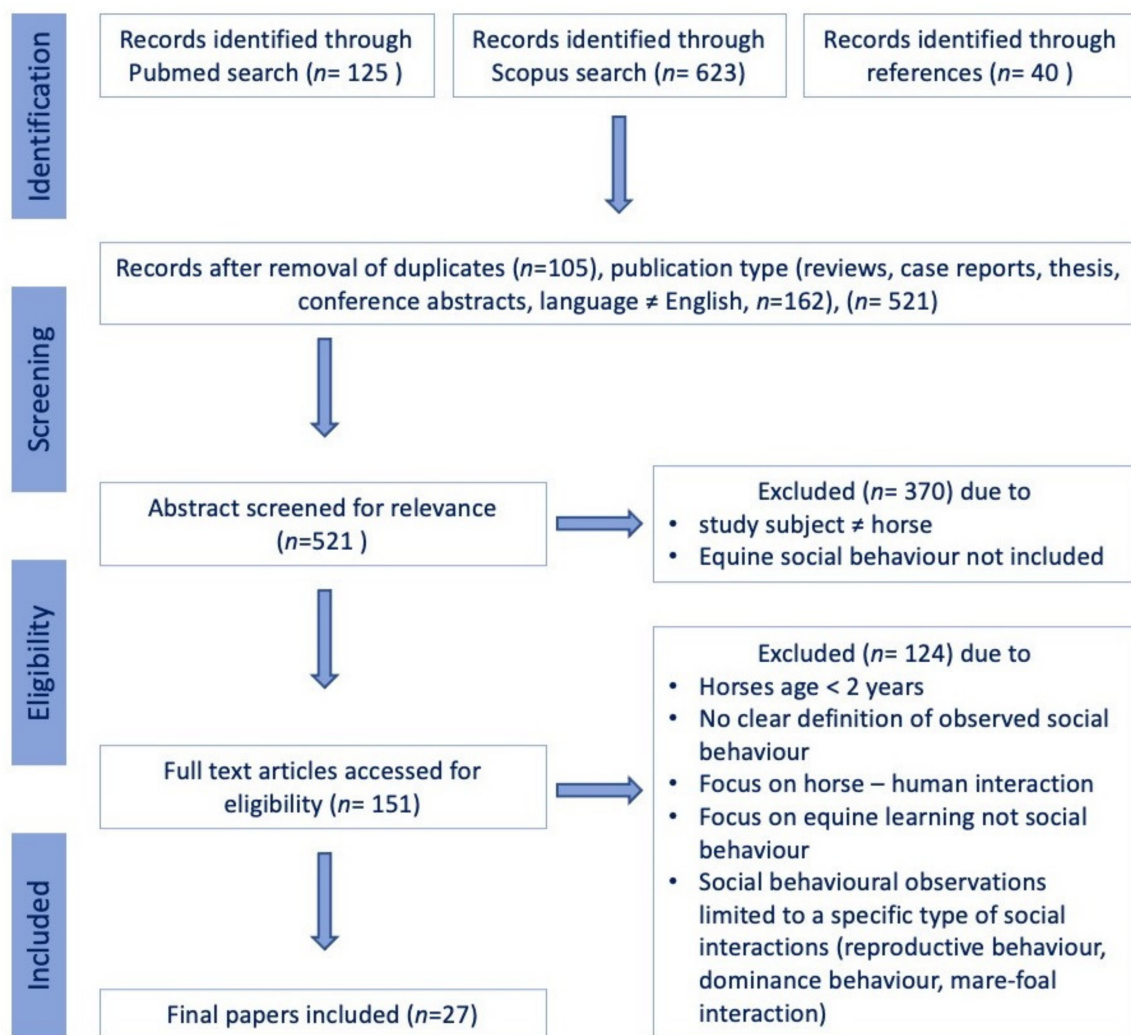 Identification
Records identified through
Pubmed search (n= 125 )
Records identified through
Scopus search (n= 623)
Records identified through
references (n= 40 )
Screening
Records after removal of duplicates (n=105), publication type (reviews, case reports, thesis,
conference abstracts, language ≠ English, n=162), (n= 521)
Abstract screened for relevance
(n=521 )
Excluded (n= 370) due to
• study subject ≠ horse
• Equine social behaviour not included
Eligibility
Full text articles accessed for
eligibility (n= 151)
Excluded (n= 124) due to
• Horses age < 2 years
• No clear definition of observed social
behaviour
• Focus on horse – human interaction
• Focus on equine learning not social
behaviour
• Social behavioural observations
limited to a specific type of social
interactions (reproductive behaviour,
dominance behaviour, mare-foal
interaction)
Included
Final papers included (n=27)